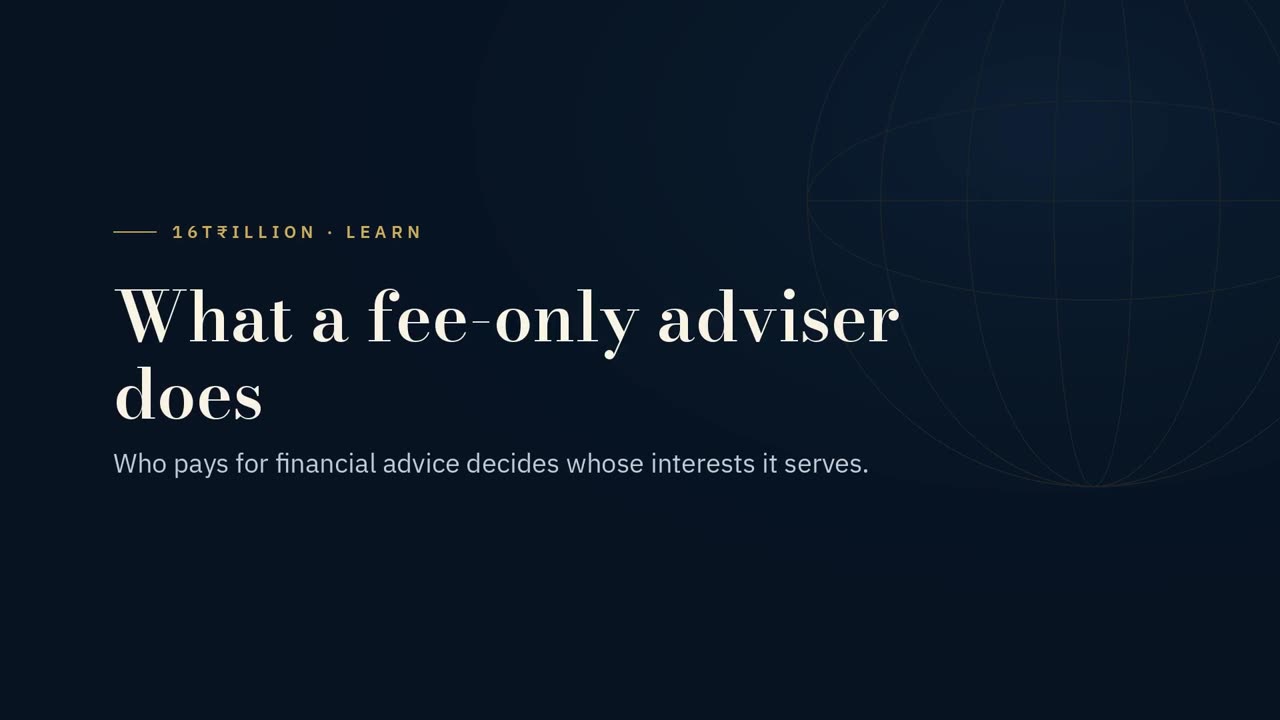 16T₹ILLION · LEARN
What a fee-only adviser
does
Who pays for financial advice decides whose interests it serves.